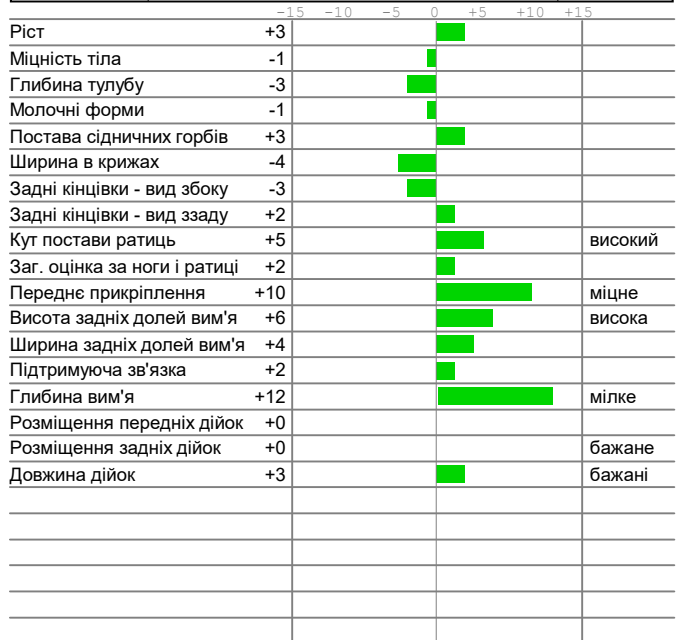 -15 -10 -5 0 +5 +10 +15
Ріст +3
Міцність тіла -1
Глибина тулубу -3
Молочні форми -1
Постава сідничних горбів +3
Ширина в крижах -4
Задні кінцівки - вид збоку -3
Задні кінцівки - вид ззаду +2
Кут постави ратиць +5 високий
Заг. оцінка за ноги і ратиці +2
Переднє прикріплення +10 міцне
Висота задніх долей вим'я +6 висока
Ширина задніх долей вим'я +4
Підтримуюча зв'язка +2
Глибина вим'я +12 мілке
Розміщення передніх дійок +0
Розміщення задніх дійок +0 бажане
Довжина дійок +3 бажані